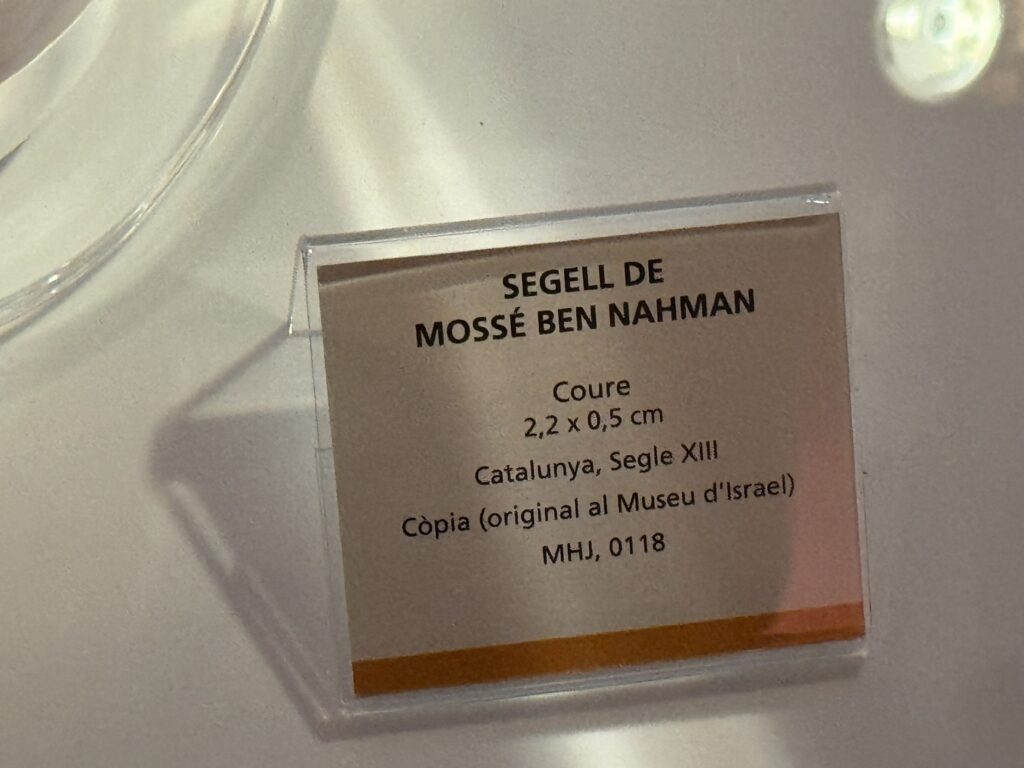 SEGELL DE
MOSSÉ BEN NAHMAN
Coure
2,2 x 0,5 cm
Catalunya, Segle XIII
Còpia (original al Museu d'Israel)
MHJ, 0118